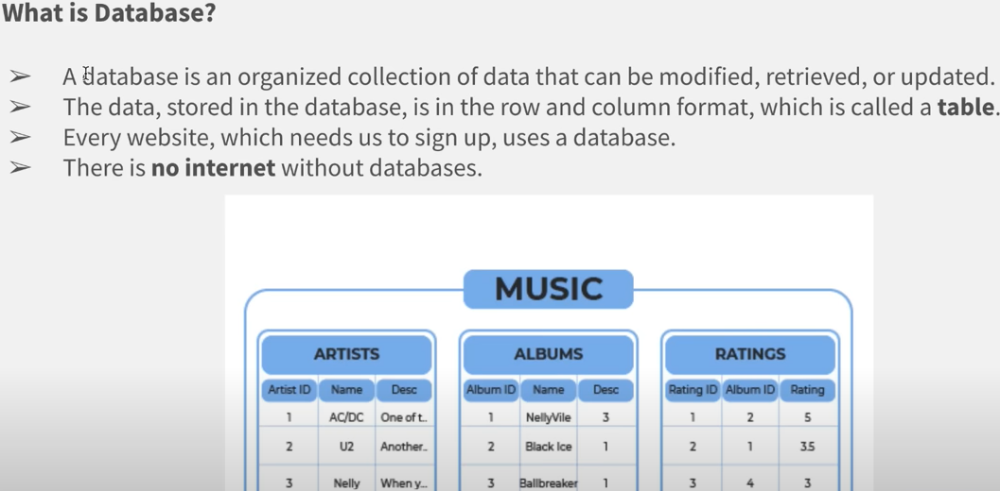 What is Database?
➢ A database is an organized collection of data that can be modified, retrieved, or updated.
➢ The data, stored in the database, is in the row and column format, which is called a table.
➢ Every website, which needs us to sign up, uses a database.
➢ There is no internet without databases.
MUSIC
ARTISTS ALBUMS RATINGS
Artist ID Name Desc Album ID Name Desc Rating ID Album ID Rating
1 AC/DC One of t.. 1 NellyVile 3 1 2 5
2 U2 Another.. 2 Black Ice 1 2 1 3.5
3 Nelly When y... 3 Ballbreaker 1 3 4 3